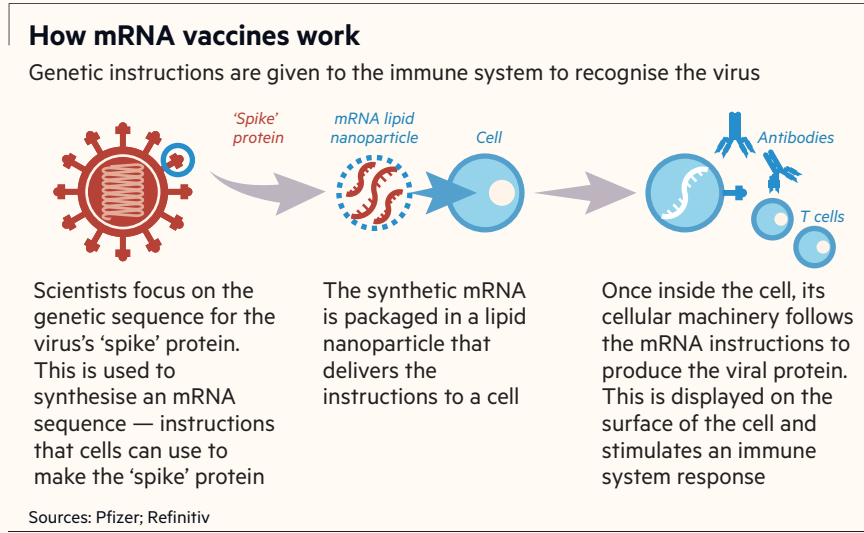 How mRNA vaccines work
Genetic instructions are given to the immune system to recognise the virus
‘Spike’
protein
mRNA lipid
nanoparticle
Cell
Antibodies
T cells
Scientists focus on the
genetic sequence for the
virus’s ‘spike’ protein.
This is used to
synthesise an mRNA
sequence — instructions
that cells can use to
make the ‘spike’ protein
The synthetic mRNA
is packaged in a lipid
nanoparticle that
delivers the
instructions to a cell
Once inside the cell, its
cellular machinery follows
the mRNA instructions to
produce the viral protein.
This is displayed on the
surface of the cell and
stimulates an immune
system response
Sources: Pfizer; Refinitiv